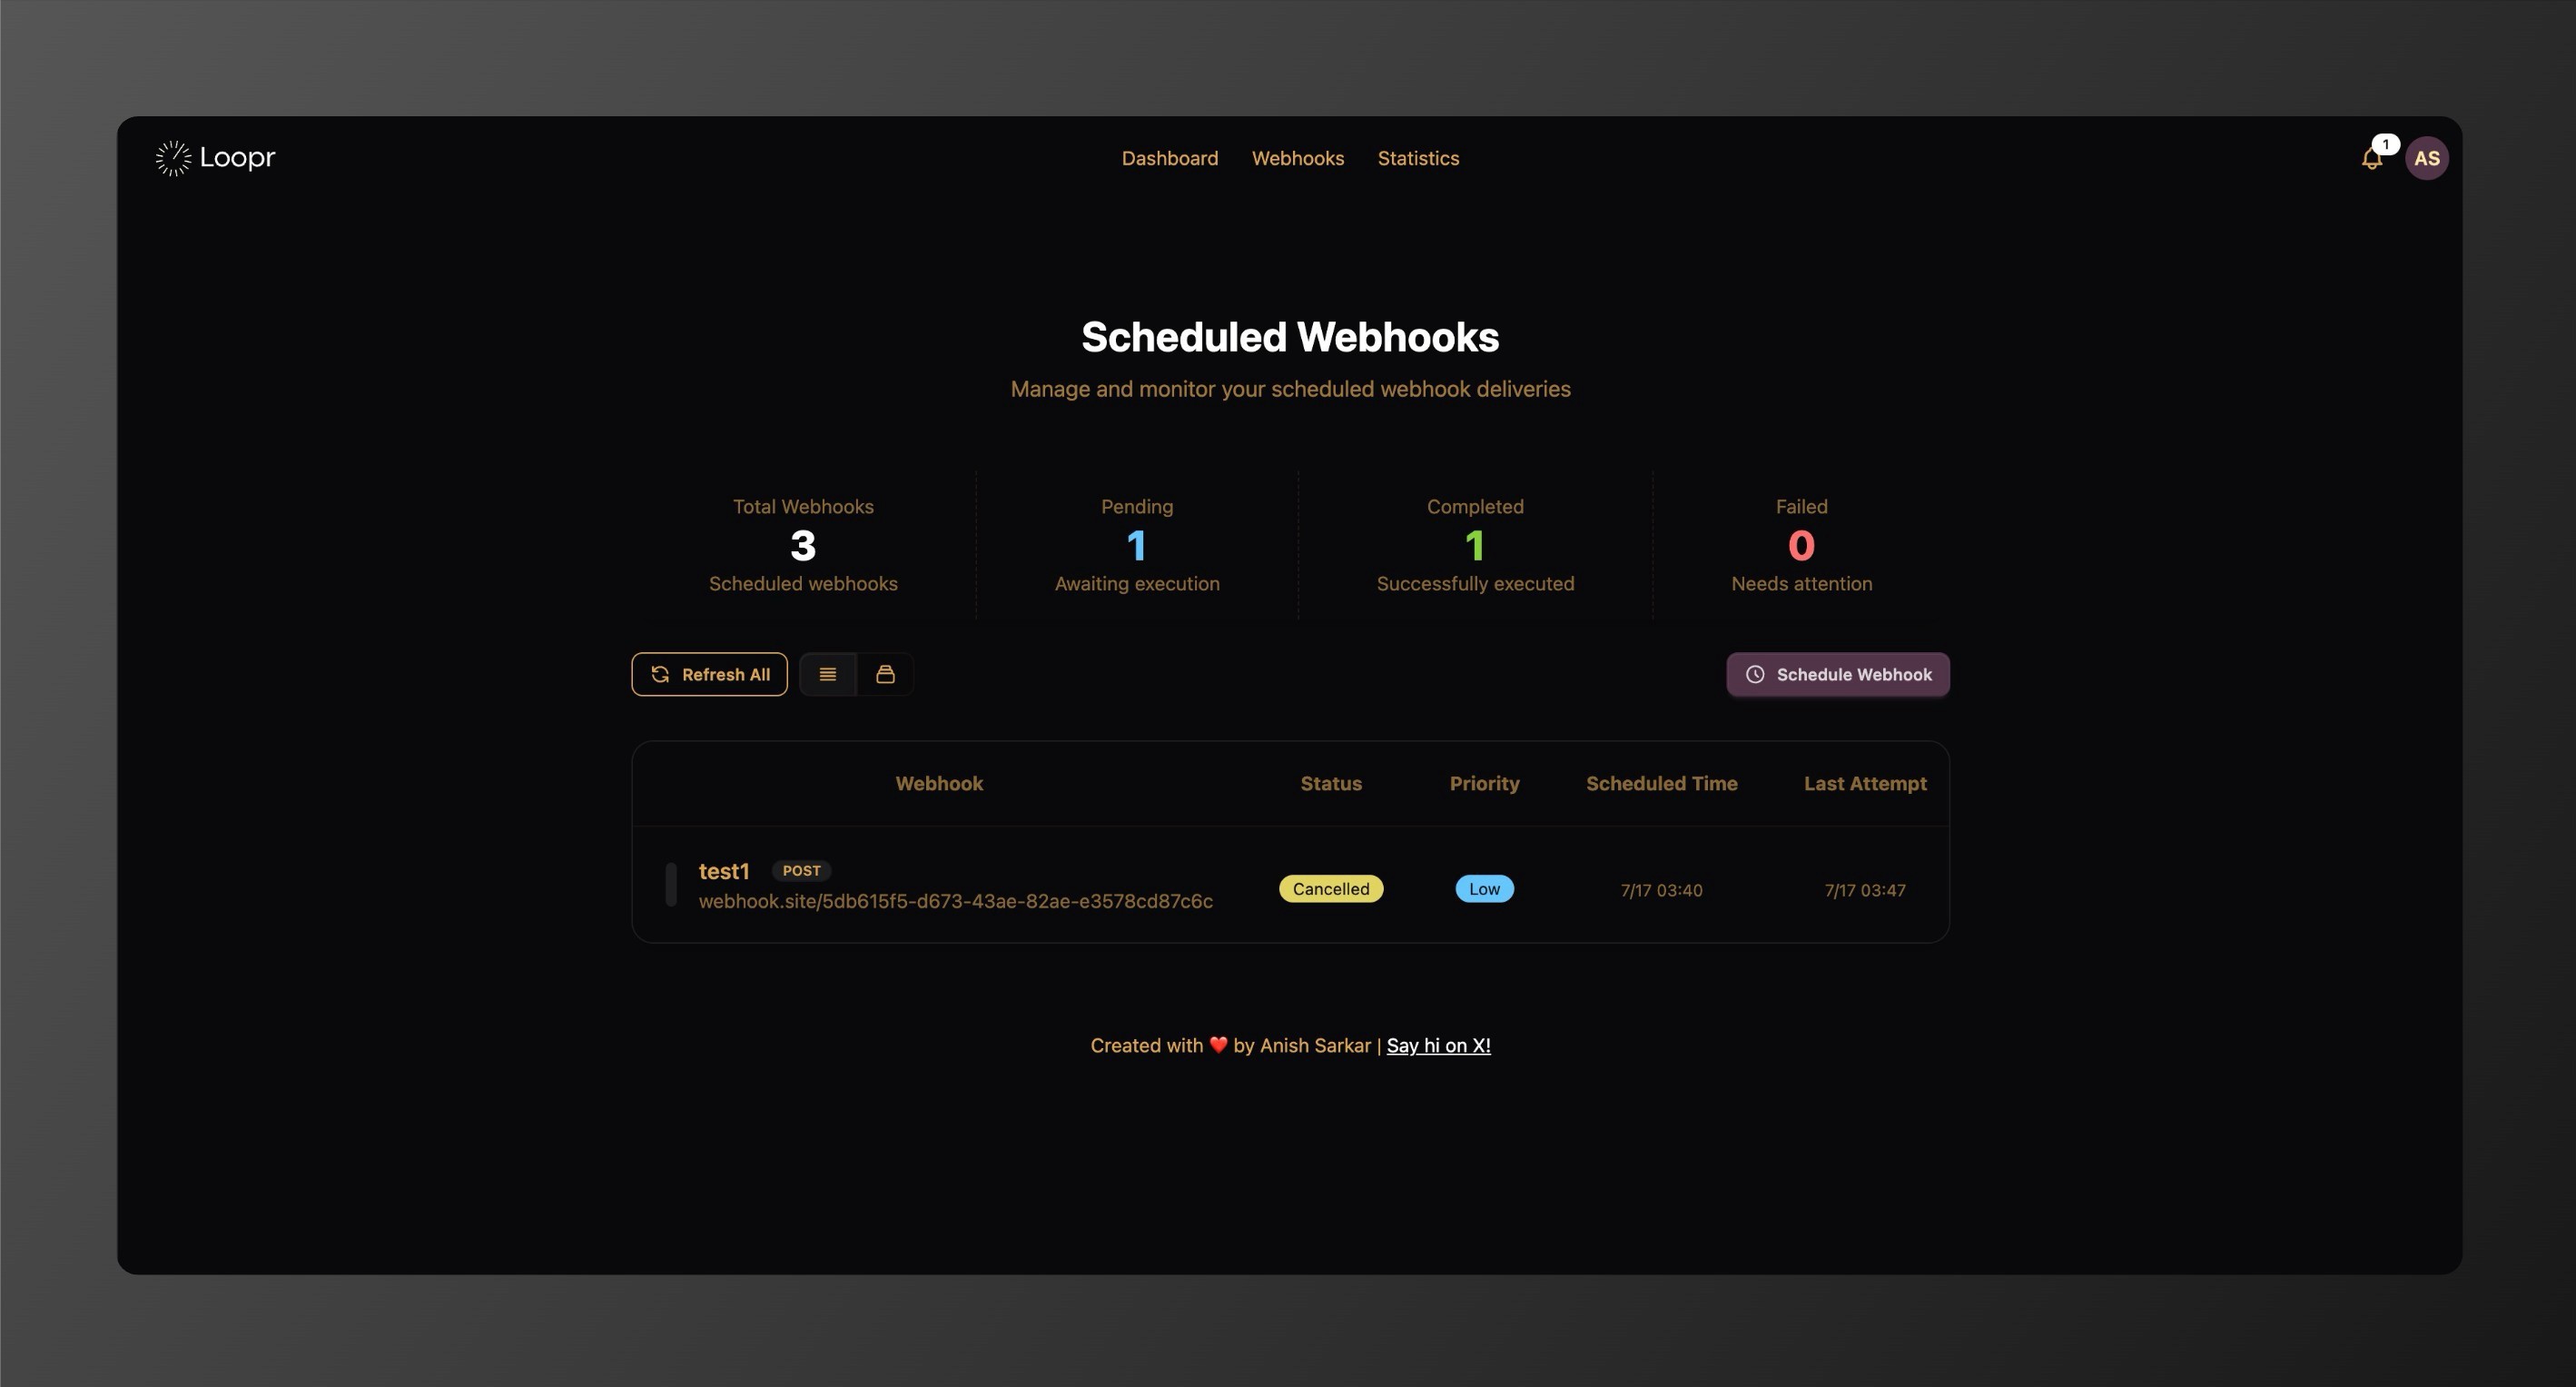 Loopr
Dashboard Webhooks Statistics
1
AS
Scheduled Webhooks
Manage and monitor your scheduled webhook deliveries
Total Webhooks
3
Scheduled webhooks
Pending
1
Awaiting execution
Completed
1
Successfully executed
Failed
0
Needs attention
Refresh All
Schedule Webhook
Webhook Status Priority Scheduled Time Last Attempt
test1 POST
webhook.site/5db615f5-d673-43ae-82ae-e3578cd87c6c
Cancelled
Low
7/17 03:40
7/17 03:47
Created with ❤️ by Anish Sarkar | Say hi on X!